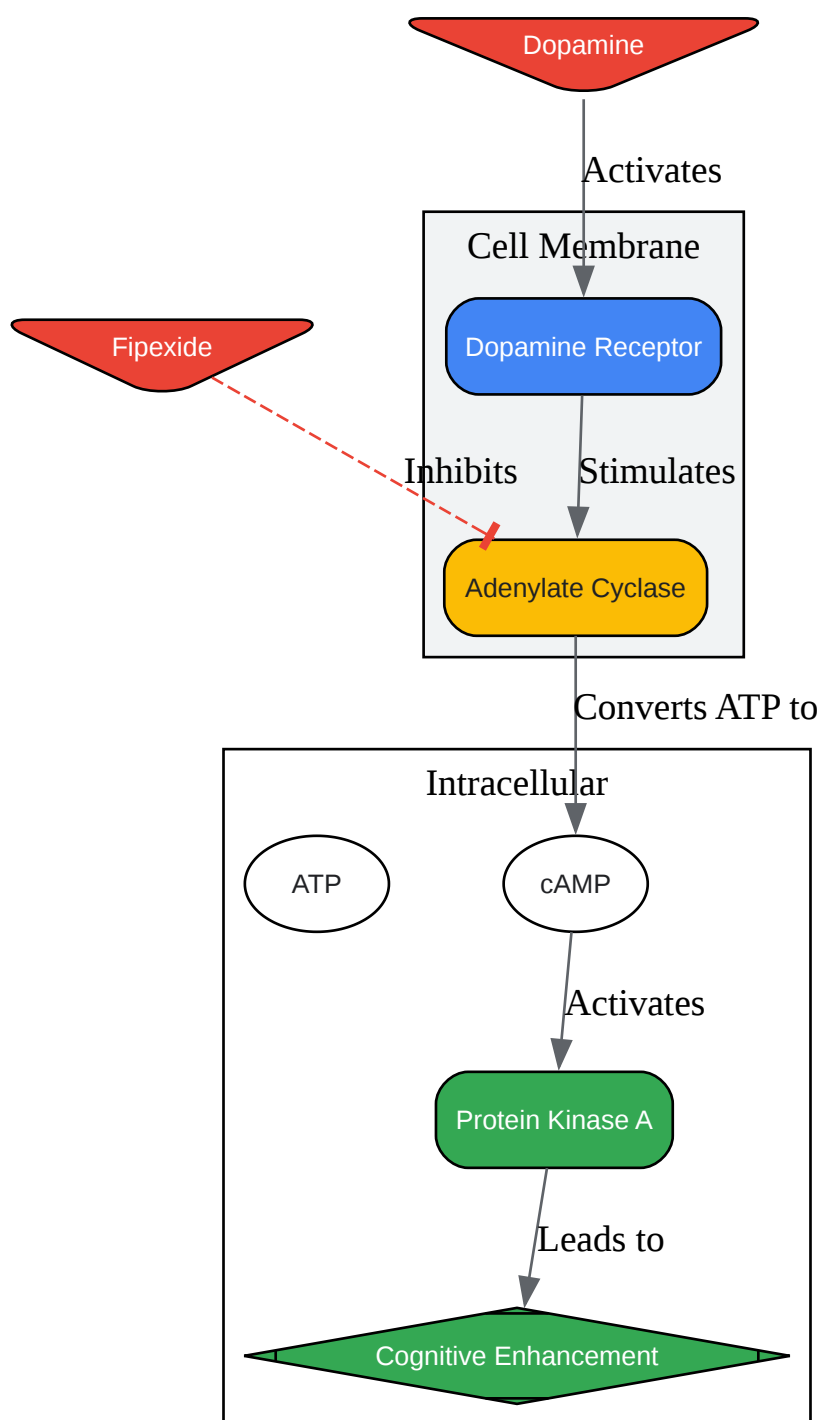 Dopamine
Activates
Cell Membrane
Fipexide
Dopamine Receptor
Inhibits
Stimulates
Adenylate Cyclase
Converts ATP to
Intracellular
ATP
cAMP
Activates
Protein Kinase A
Leads to
Cognitive Enhancement